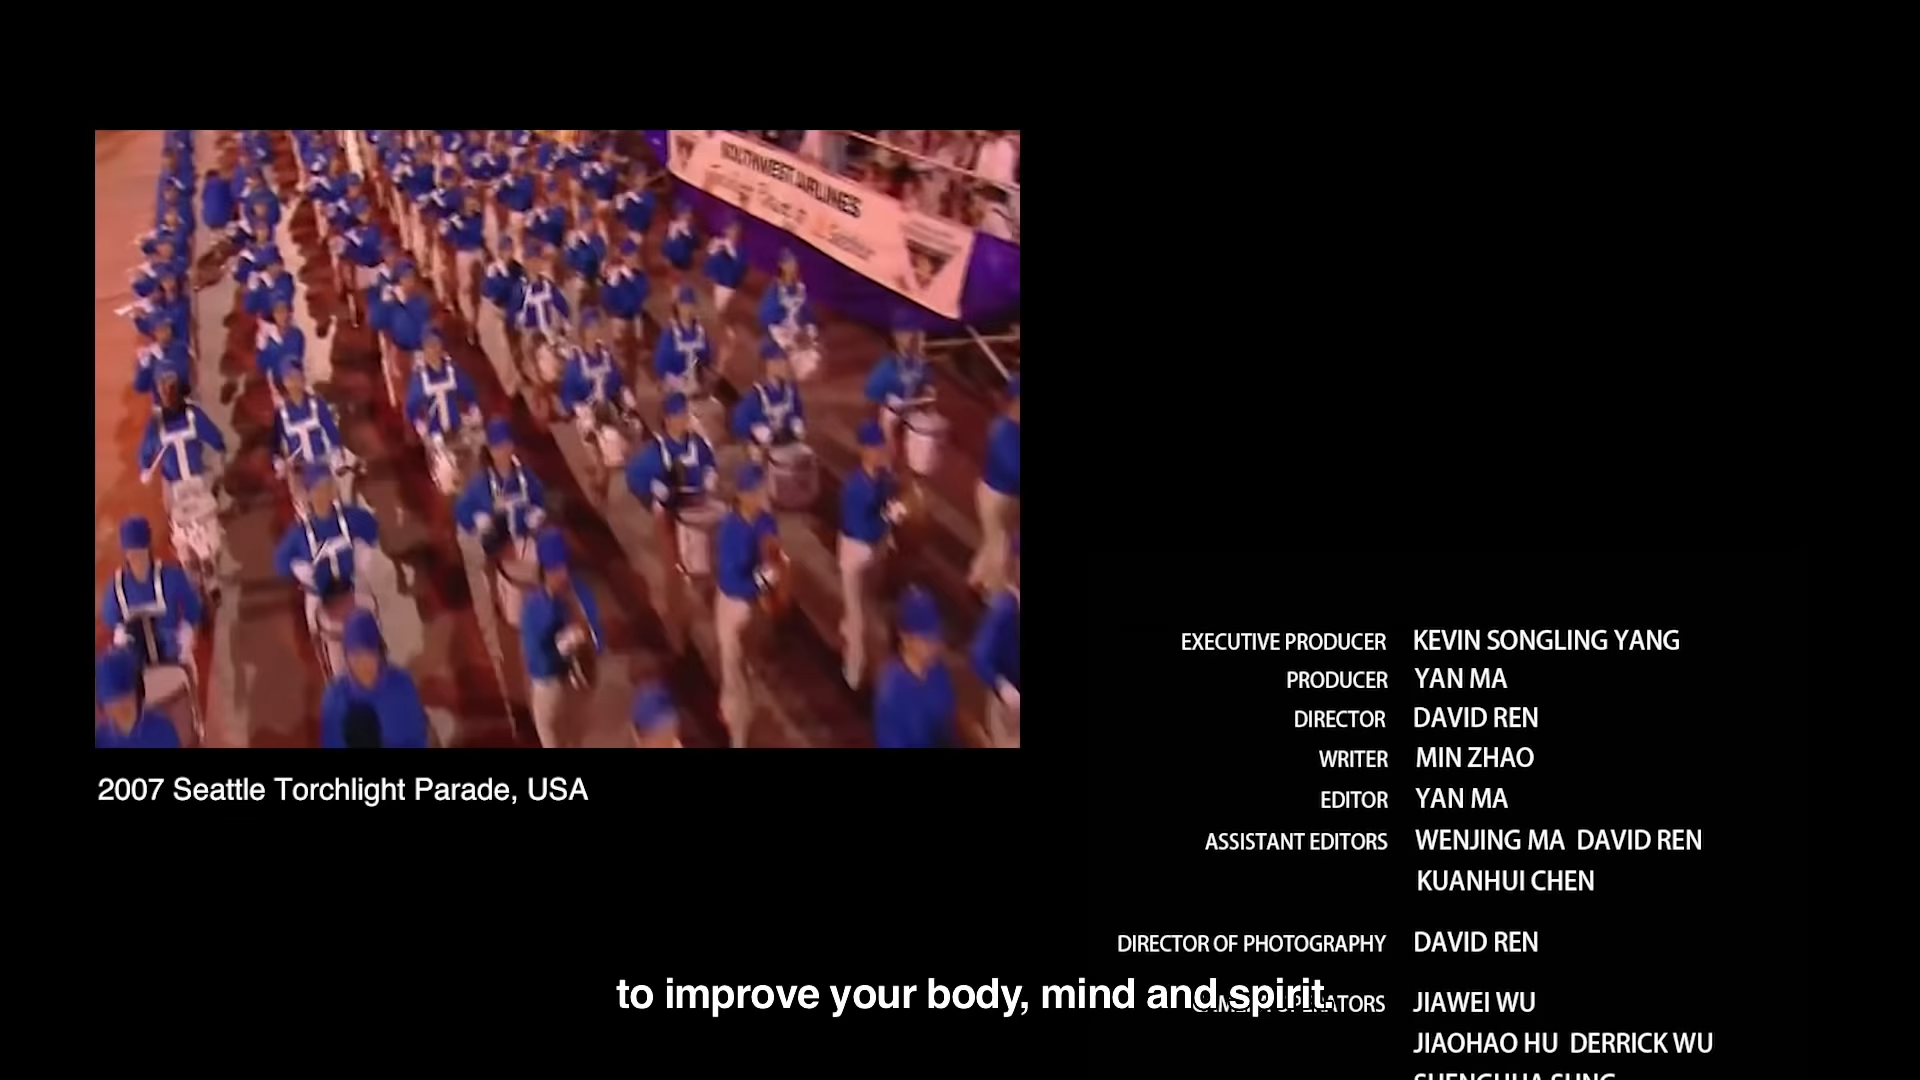 SOUTHWEST AIRLINES
2007 Seattle Torchlight Parade, USA
EXECUTIVE PRODUCER KEVIN SONGLING YANG
PRODUCER YAN MA
DIRECTOR DAVID REN
WRITER MIN ZHAO
EDITOR YAN MA
ASSISTANT EDITORS WENJING MA DAVID REN
KUANHUI CHEN
DIRECTOR OF PHOTOGRAPHY DAVID REN
to improve your body, mind and spirit.
JIAWEI WU
JIAOHAO HU DERRICK WU